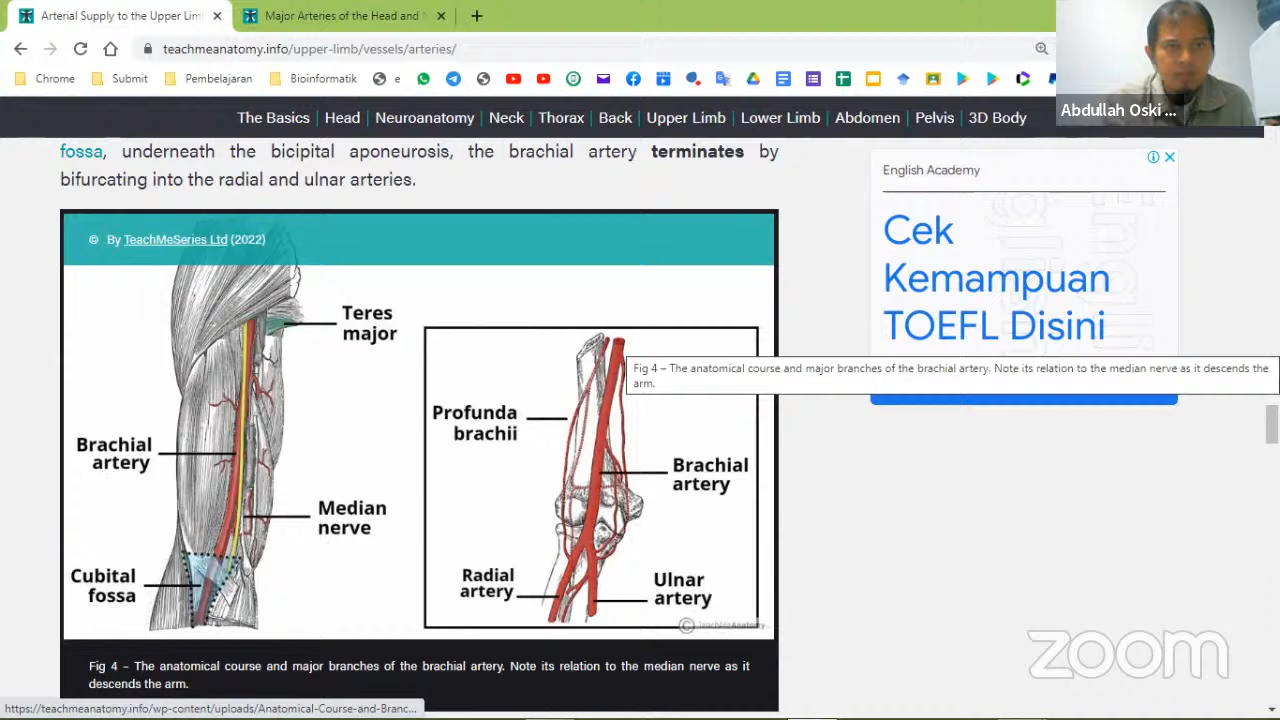 Arterial Supply to the Upper Limb
Major Arteries of the Head and
teachmeanatomy.info/upper-limb/vessels/arteries/
Chrome
Submit
Pembelajaran
Bioinformatik
e
Abdullah Oski ...
The Basics | Head | Neuroanatomy | Neck | Thorax | Back | Upper Limb | Lower Limb | Abdomen | Pelvis | 3D Body
fossa, underneath the bicipital aponeurosis, the brachial artery terminates by
bifurcating into the radial and ulnar arteries.
© By TeachMeSeries Ltd (2022)
Teres
major
Brachial
artery
Median
nerve
Cubital
fossa
Profunda
brachii
Brachial
artery
Radial
artery
Ulnar
artery
© TeachMeAnatomy.info
Fig 4 – The anatomical course and major branches of the brachial artery. Note its relation to the median nerve as it
descends the arm.
English Academy
Cek
Kemampuan
TOEFL Disini
Fig 4 – The anatomical course and major branches of the brachial artery. Note its relation to the median nerve as it descends the
arm.
zoom
https://teachmeanatomy.info/wp-content/uploads/Anatomical-Course-and-Branc...